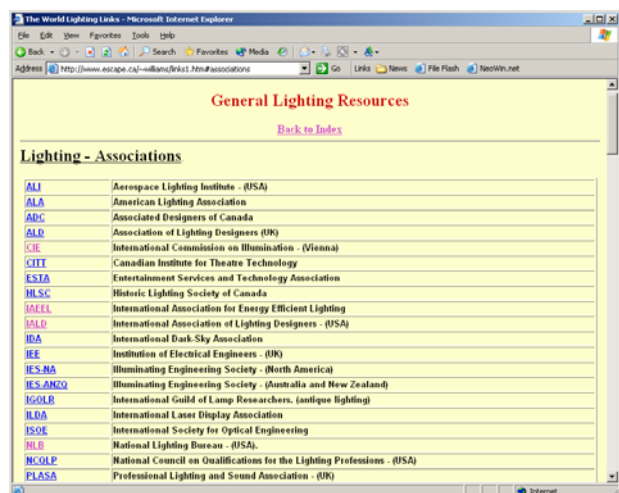 The World Lighting Links - Microsoft Internet Explorer
File Edit View Favorites Tools Help
Back Search Favorites Media
Address http://www.escape.ca/~williams/links1.htm#associations Go Links News File Flash NeoWin.net
General Lighting Resources
Back to Index
Lighting - Associations
ALI Aerospace Lighting Institute - (USA)
ALA American Lighting Association
ADC Associated Designers of Canada
ALD Association of Lighting Designers (UK)
CIE International Commission on Illumination - (Vienna)
CITT Canadian Institute for Theatre Technology
ESTA Entertainment Services and Technology Association
HLSC Historic Lighting Society of Canada
IAEEL International Association for Energy Efficient Lighting
IALD International Association of Lighting Designers - (USA)
IDA International Dark-Sky Association
IEE Institution of Electrical Engineers - (UK)
IES-NA Illuminating Engineering Society - (North America)
IES-ANZO Illuminating Engineering Society - (Australia and New Zealand)
IGOLR International Guild of Lamp Researchers. (antique lighting)
ILDA International Laser Display Association
ISOE International Society for Optical Engineering
NLB National Lighting Bureau - (USA).
NCQLP National Council on Qualifications for the Lighting Professions - (USA)
PLASA Professional Lighting and Sound Association - (UK)
Internet